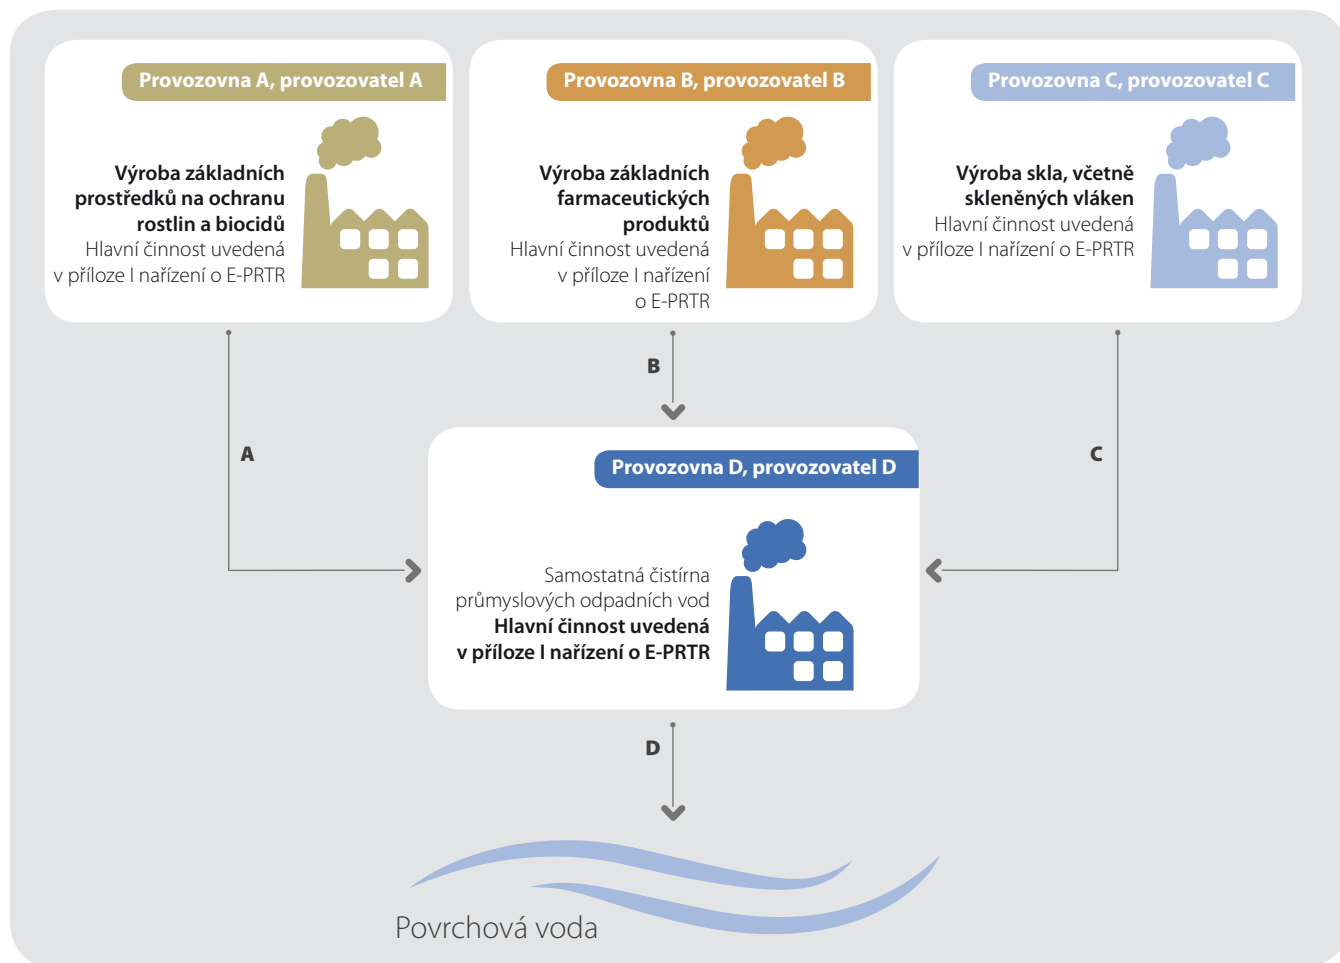 Provozovna A, provozovatel A
Výroba základních
prostředků na ochranu
rostlin a biocidů
Hlavní činnost uvedená
v příloze I nařízení o E-PRTR
Provozovna B, provozovatel B
Výroba základních
farmaceutických
produktů
Hlavní činnost uvedená
v příloze I nařízení
o E-PRTR
Provozovna C, provozovatel C
Výroba skla, včetně
skleněných vláken
Hlavní činnost uvedená
v příloze I nařízení o E-PRTR
B
A
C
Provozovna D, provozovatel D
Samostatná čistírna
průmyslových odpadních vod
Hlavní činnost uvedená
v příloze I nařízení o E-PRTR
D
Povrchová voda